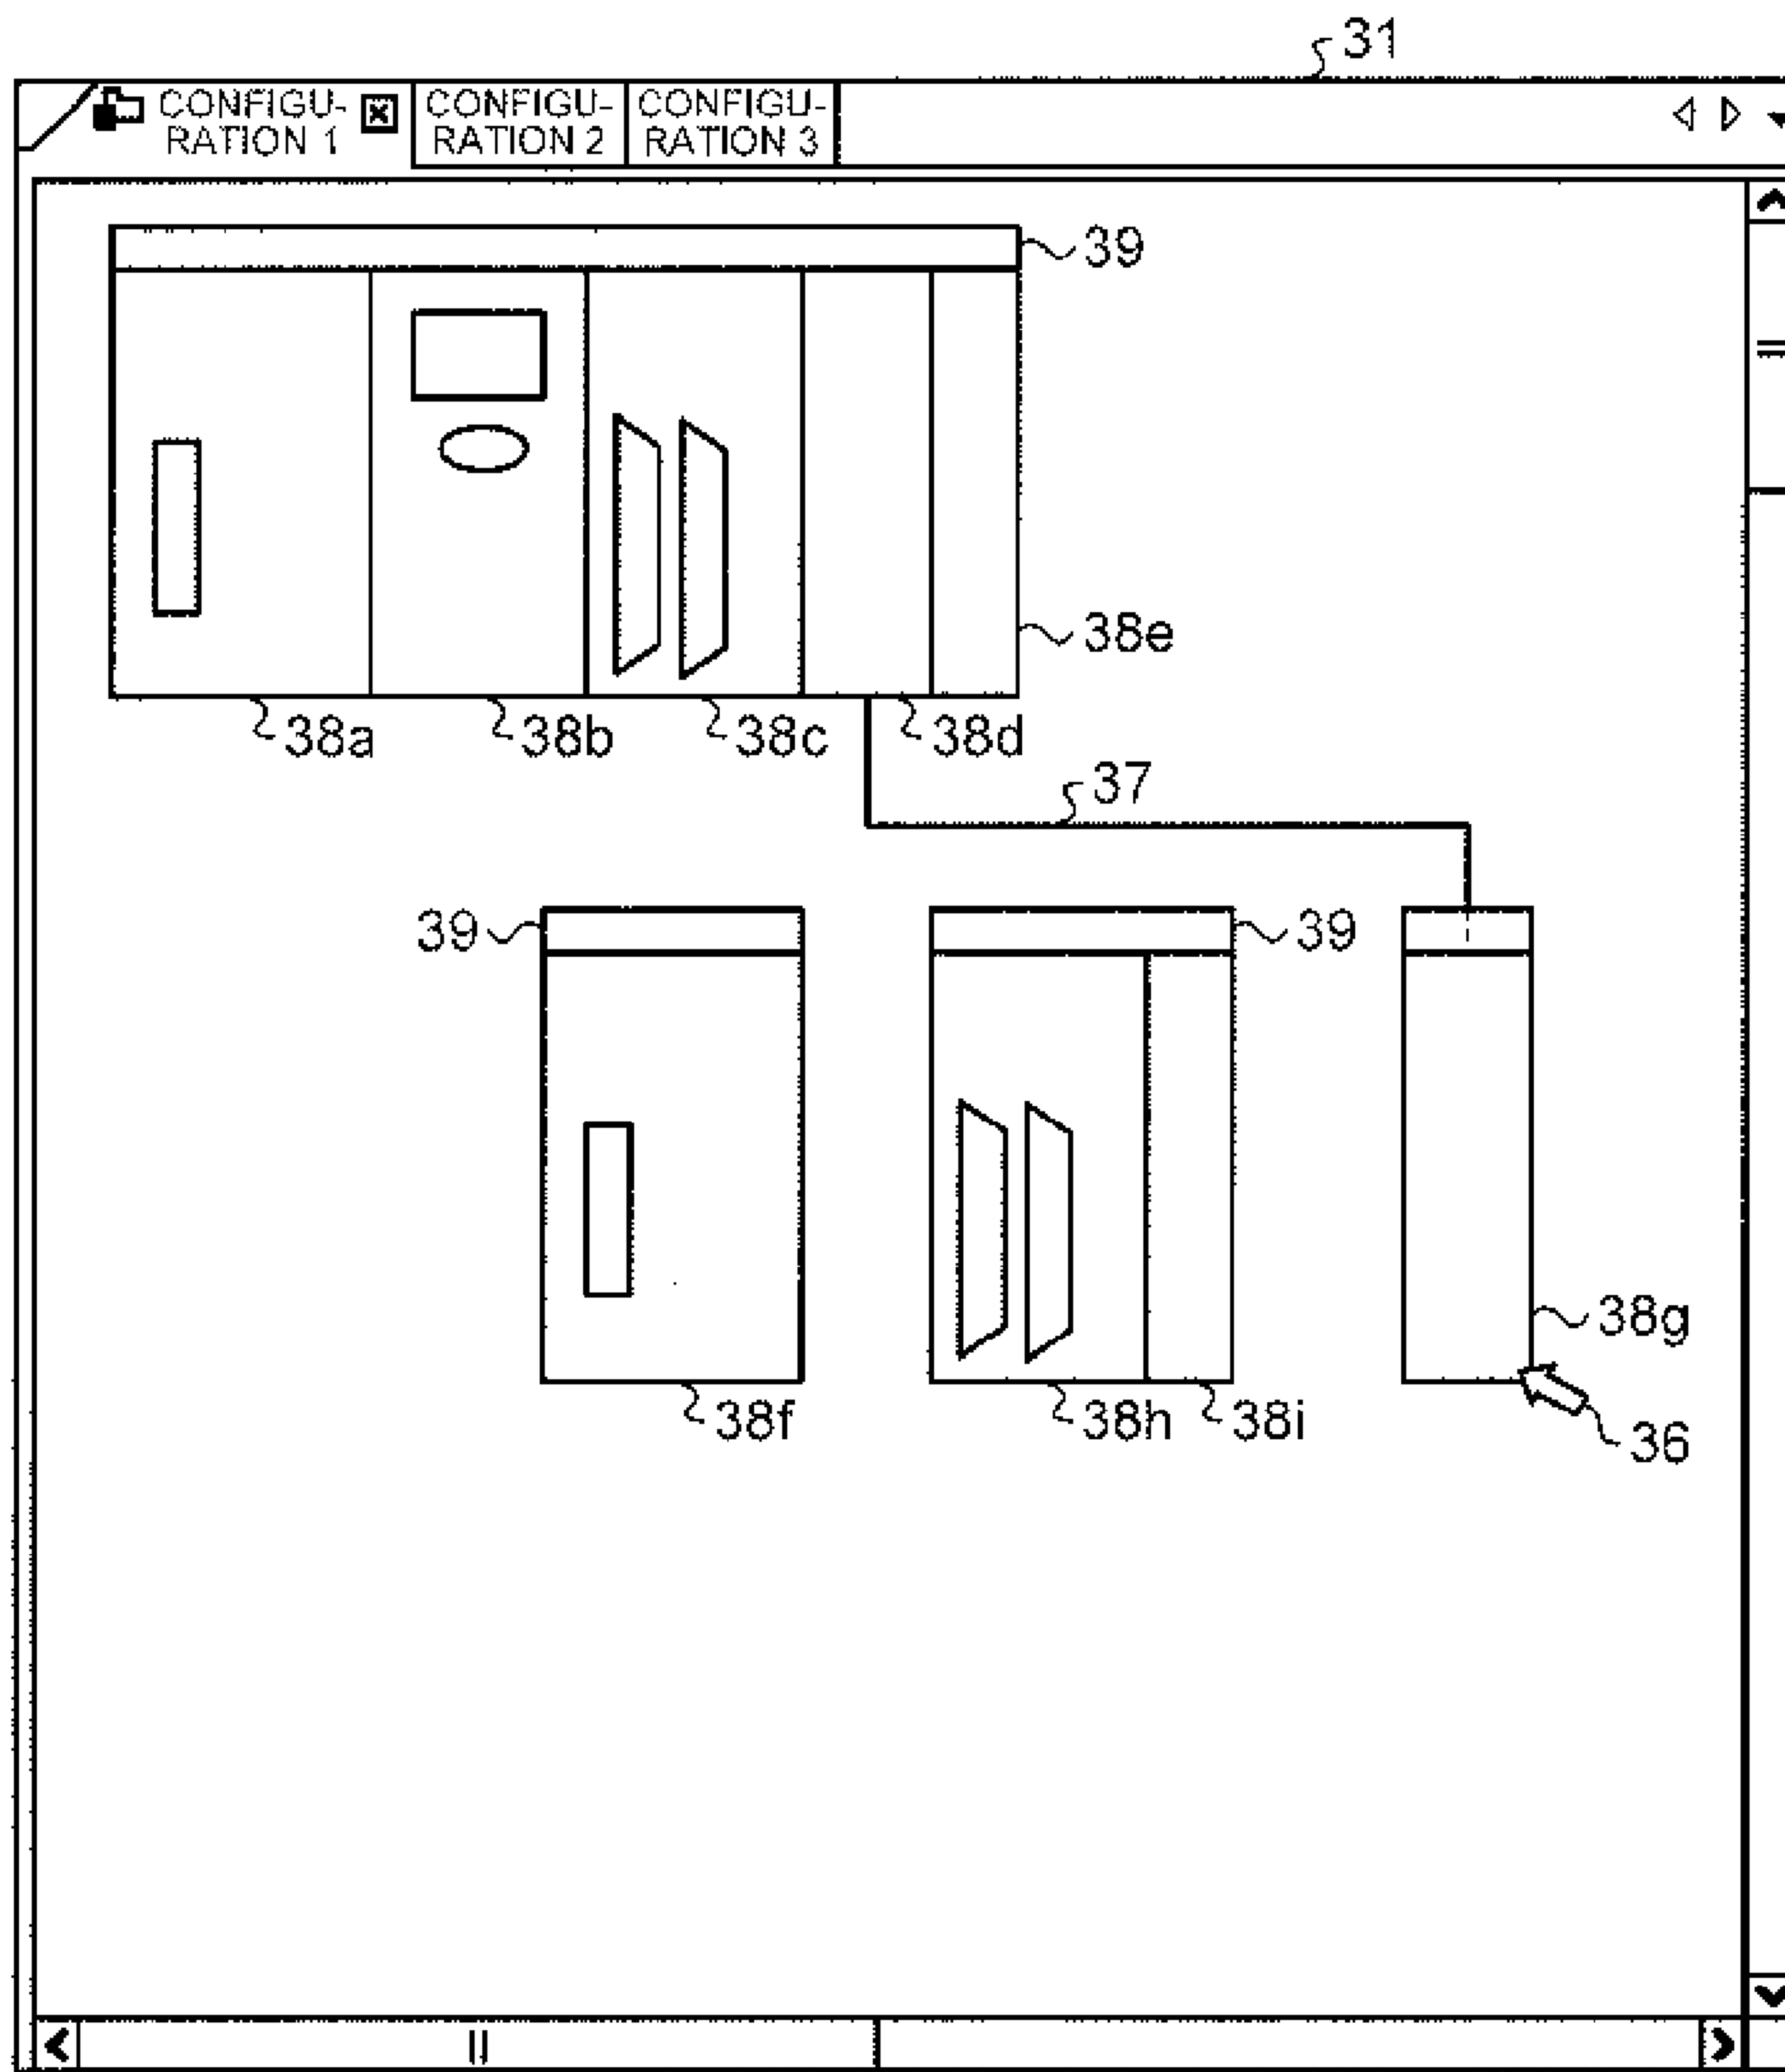 31
CONFIGU-
RATION 1
CONFIGU-
RATION 2
CONFIGU-
RATION 3
39
38e
38a
38b
38c
38d
37
39
39
38g
38f
38h
38i
36